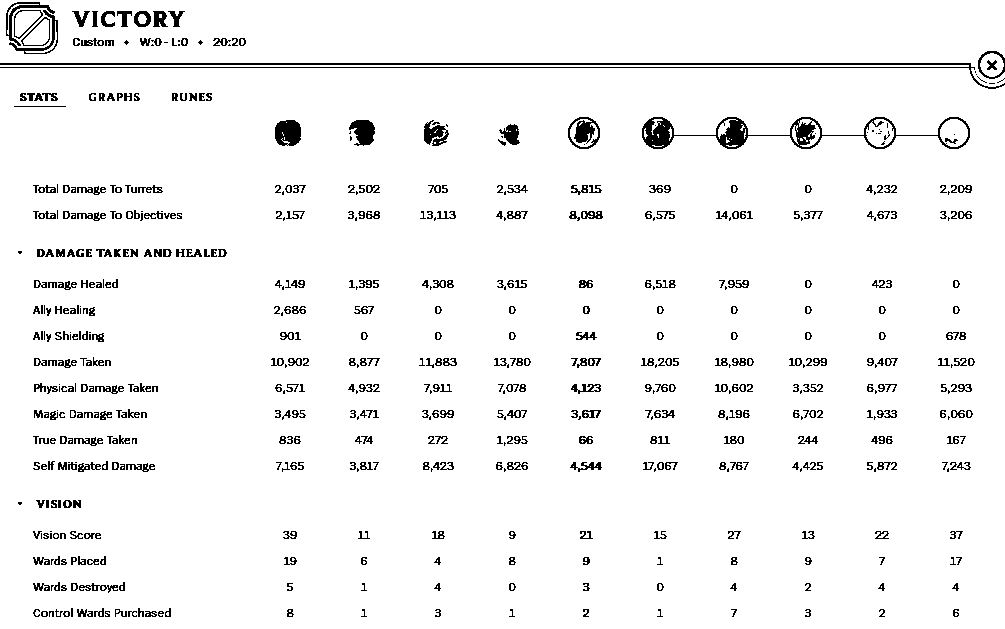 VICTORY
Custom • W:0 - L:0 • 20:20
STATS GRAPHS RUNES
Total Damage To Turrets 2,037 2,502 705 2,534 5,815 369 0 0 4,232 2,209
Total Damage To Objectives 2,157 3,968 13,113 4,887 8,098 6,575 14,061 5,377 4,673 3,206
DAMAGE TAKEN AND HEALED
Damage Healed 4,149 1,395 4,308 3,615 86 6,518 7,959 0 423 0
Ally Healing 2,686 567 0 0 0 0 0 0 0 0
Ally Shielding 901 0 0 0 544 0 0 0 0 678
Damage Taken 10,902 8,877 11,883 13,780 7,807 18,205 18,980 10,299 9,407 11,520
Physical Damage Taken 6,571 4,932 7,911 7,078 4,123 9,760 10,602 3,352 6,977 5,293
Magic Damage Taken 3,495 3,471 3,699 5,407 3,617 7,634 8,196 6,702 1,933 6,060
True Damage Taken 836 474 272 1,295 66 811 180 244 496 167
Self Mitigated Damage 7,165 3,817 8,423 6,826 4,544 17,067 8,767 4,425 5,872 7,243
VISION
Vision Score 39 11 18 9 21 15 27 13 22 37
Wards Placed 19 6 4 8 9 1 8 9 7 17
Wards Destroyed 5 1 4 0 3 0 4 2 4 4
Control Wards Purchased 8 1 3 1 2 1 7 3 2 6